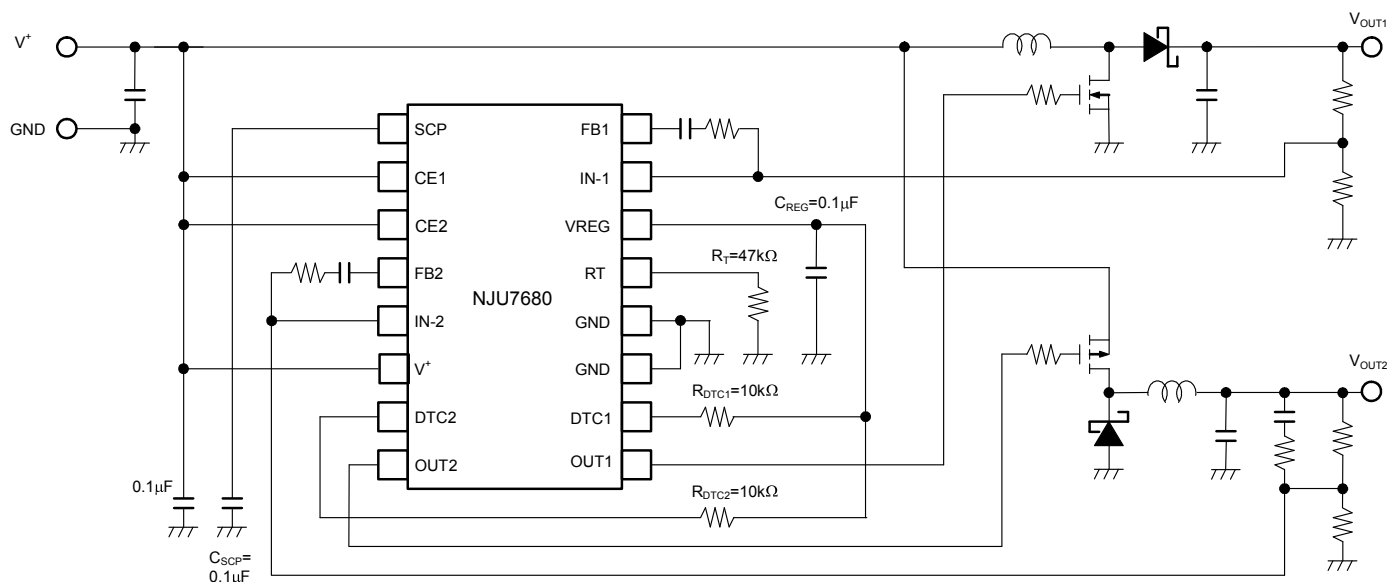 V+
GND
VOUT1
SCP
CE1
CE2
FB2
IN-2
V+
DTC2
OUT2
NJU7680
FB1
IN-1
VREG
RT
GND
GND
DTC1
OUT1
CREG=0.1μF
RT=47kΩ
RDTC1=10kΩ
RDTC2=10kΩ
VOUT2
0.1μF
CSCP=
0.1μF